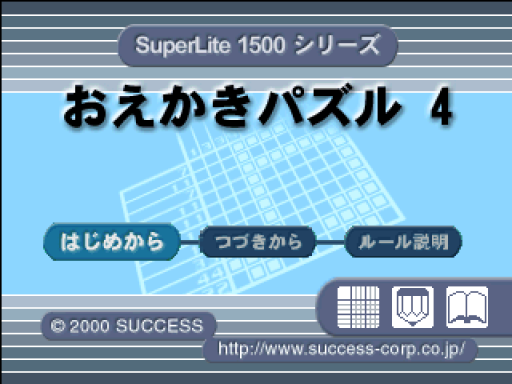 SuperLite 1500 シリーズ
おえかきパズル 4
はじめから つづきから ルール説明
© 2000 SUCCESS
http://www.success-corp.co.jp/